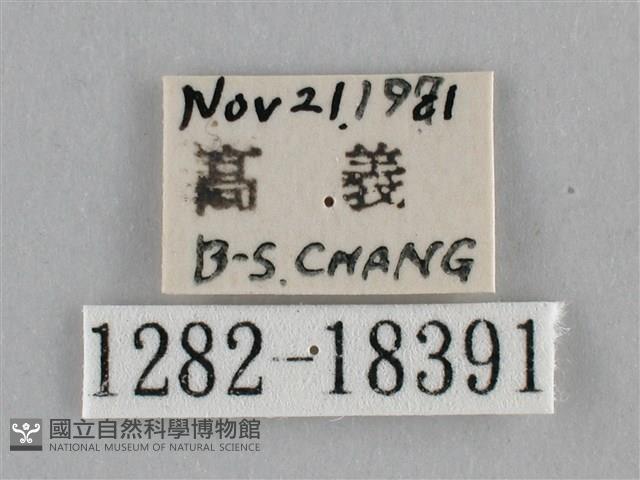 Nov 21.1981
高 義
B-S. CHANG
1282-18391
國立自然科學博物館
NATIONAL MUSEUM OF NATURAL SCIENCE